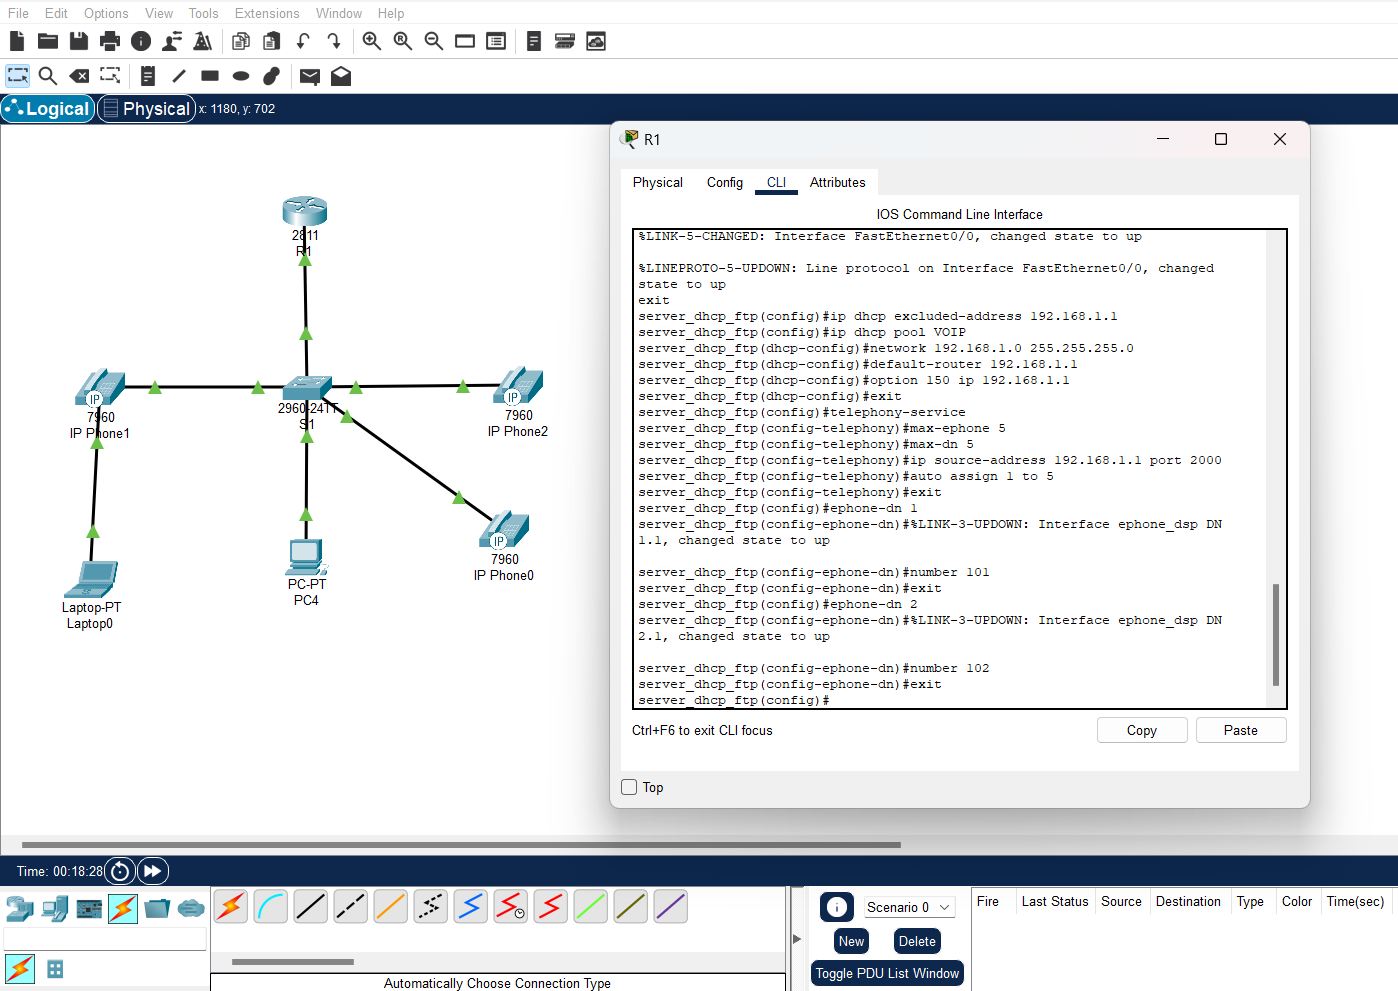 File Edit Options View Tools Extensions Window Help
Logical Physical x: 1180, y: 702
2811
R1
7960
IP Phone1
2960-24TT
S1
7960
IP Phone2
7960
IP Phone0
PC-PT
PC4
Laptop-PT
Laptop0
IP
IP
IP
R1
Physical Config CLI Attributes
IOS Command Line Interface
%LINK-5-CHANGED: Interface FastEthernet0/0, changed state to up
%LINEPROTO-5-UPDOWN: Line protocol on Interface FastEthernet0/0, changed
state to up
exit
server_dhcp_ftp(config)#ip dhcp excluded-address 192.168.1.1
server_dhcp_ftp(config)#ip dhcp pool VOIP
server_dhcp_ftp(dhcp-config)#network 192.168.1.0 255.255.255.0
server_dhcp_ftp(dhcp-config)#default-router 192.168.1.1
server_dhcp_ftp(dhcp-config)#option 150 ip 192.168.1.1
server_dhcp_ftp(dhcp-config)#exit
server_dhcp_ftp(config)#telephony-service
server_dhcp_ftp(config-telephony)#max-ephone 5
server_dhcp_ftp(config-telephony)#max-dn 5
server_dhcp_ftp(config-telephony)#ip source-address 192.168.1.1 port 2000
server_dhcp_ftp(config-telephony)#auto assign 1 to 5
server_dhcp_ftp(config-telephony)#exit
server_dhcp_ftp(config)#ephone-dn 1
server_dhcp_ftp(config-ephone-dn)#%LINK-3-UPDOWN: Interface ephone_dsp DN
1.1, changed state to up
server_dhcp_ftp(config-ephone-dn)#number 101
server_dhcp_ftp(config-ephone-dn)#exit
server_dhcp_ftp(config)#ephone-dn 2
server_dhcp_ftp(config-ephone-dn)#%LINK-3-UPDOWN: Interface ephone_dsp DN
2.1, changed state to up
server_dhcp_ftp(config-ephone-dn)#number 102
server_dhcp_ftp(config-ephone-dn)#exit
server_dhcp_ftp(config)#
Ctrl+F6 to exit CLI focus
Copy Paste
Top
Time: 00:18:28
Scenario 0
New Delete
Toggle PDU List Window
Fire Last Status Source Destination Type Color Time(sec)
Automatically Choose Connection Type